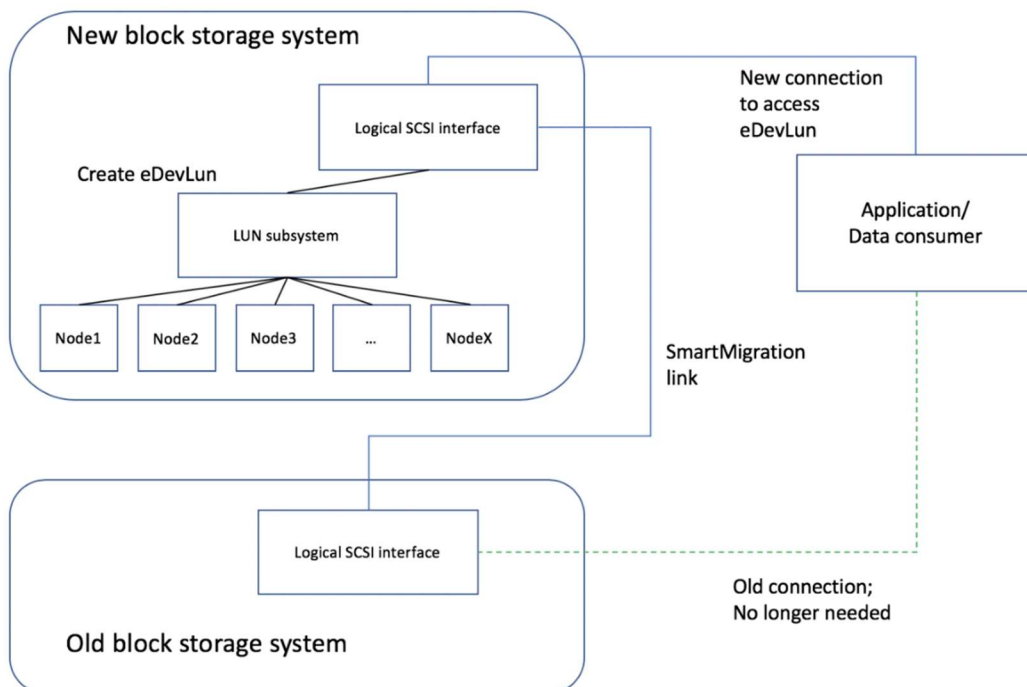 New block storage system
Logical SCSI interface
New connection
to access
eDevLun
Create eDevLun
LUN subsystem
Application/
Data consumer
Node1
Node2
Node3
...
NodeX
SmartMigration
link
Logical SCSI interface
Old connection;
No longer needed
Old block storage system